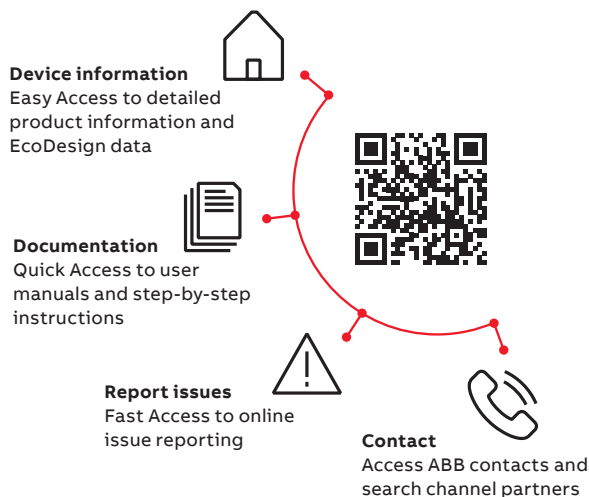 Device information
Easy Access to detailed
product information and
EcoDesign data
Documentation
Quick Access to user
manuals and step-by-step
instructions
Report issues
Fast Access to online
issue reporting
Contact
Access ABB contacts and
search channel partners